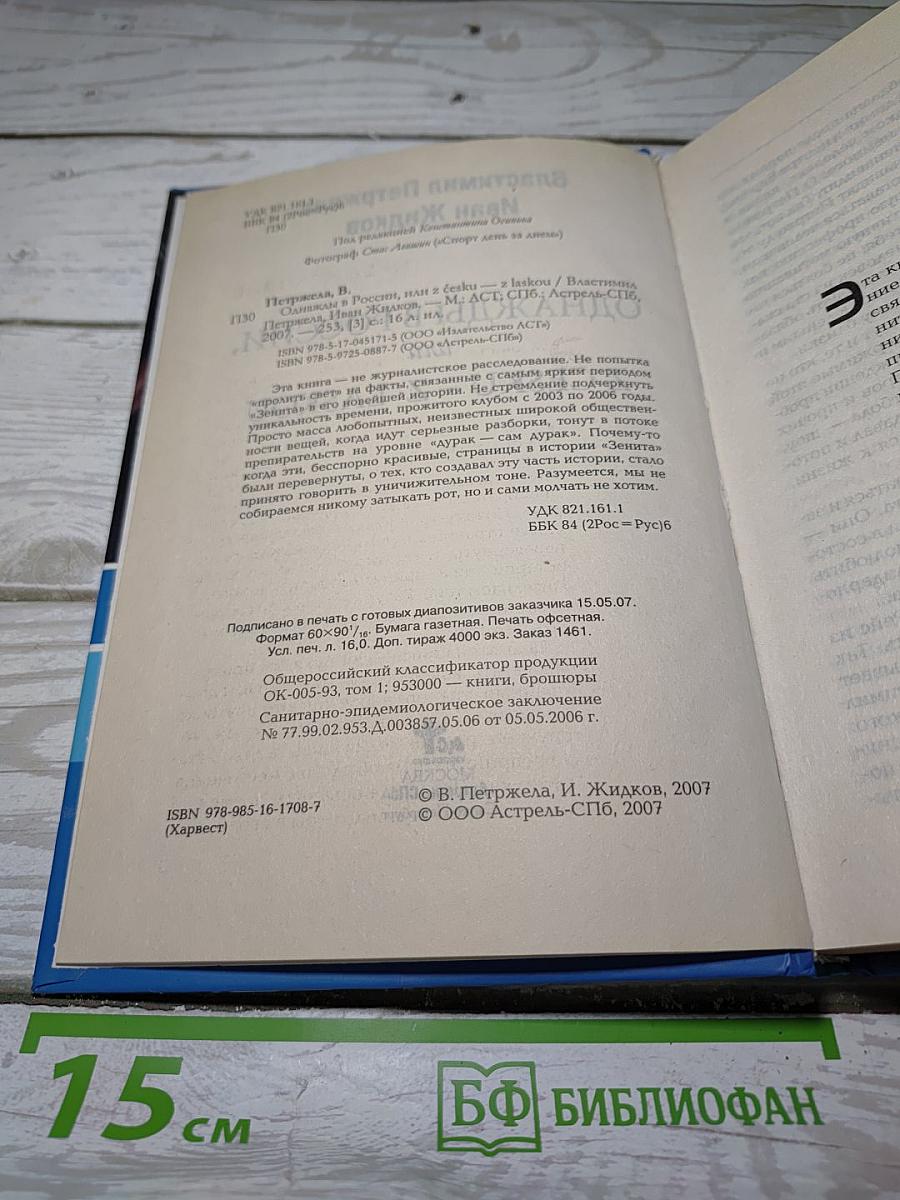 УДК 821.161.1
ББК 84 (2Рос=Рус)6
П30
Под редакцией Константина Осипова
Фотограф Стас Левшин («Спорт день за днем»)
Петржела, В.
П30 Однажды в России, или z česku — z laskou / Властимил
Петржела, Иван Жидков. — М.: АСТ; СПб.: Астрель-СПб,
2007. — 253, [3] с.: 16 л. ил.
ISBN 978-5-17-045171-5 (ООО «Издательство АСТ»)
ISBN 978-5-9725-0887-7 (ООО «Астрель-СПб»)
Эта книга — не журналистское расследование. Не попытка
«пролить свет» на факты, связанные с самым ярким периодом
«Зенита» в его новейшей истории. Не стремление подчеркнуть
уникальность времени, прожитого клубом с 2003 по 2006 годы.
Просто масса любопытных, неизвестных широкой обществен-
ности вещей, когда идут серьезные разборки, тонут в потоке
препирательств на уровне «дурак — сам дурак». Почему-то
когда эти, бесспорно красивые, страницы в истории «Зенита»
были перевернуты, о тех, кто создавал эту часть истории, стало
принято говорить в уничижительном тоне. Разумеется, мы не
собираемся никому затыкать рот, но и сами молчать не хотим.
УДК 821.161.1
ББК 84 (2Рос=Рус)6
Подписано в печать с готовых диапозитивов заказчика 15.05.07.
Формат 60×90 1/16. Бумага газетная. Печать офсетная.
Усл. печ. л. 16,0. Доп. тираж 4000 экз. Заказ 1461.
Общероссийский классификатор продукции
ОК-005-93, том 1; 953000 — книги, брошюры
Санитарно-эпидемиологическое заключение
№ 77.99.02.953.Д.003857.05.06 от 05.05.2006 г.
ISBN 978-985-16-1708-7
(Харвест)
© В. Петржела, И. Жидков, 2007
© ООО Астрель-СПб, 2007
Эта
ние
свя
15 см
БФ БИБЛИОФАН